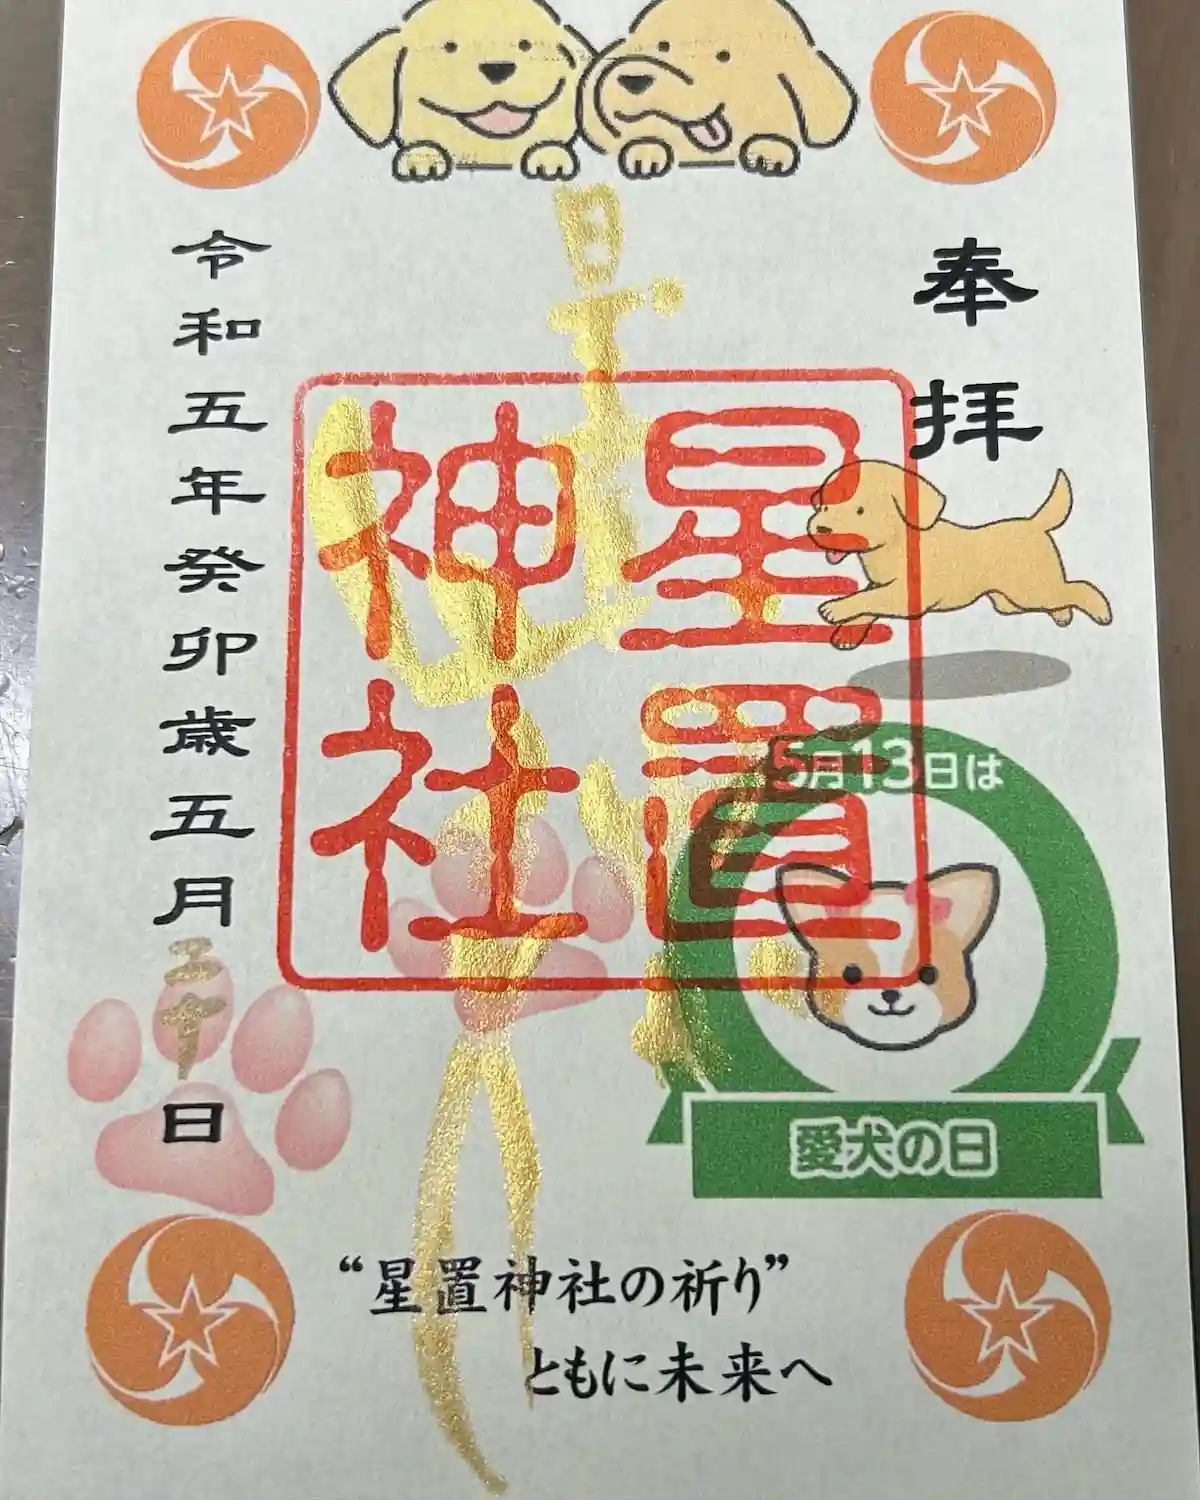 奉拝
星置
神社
5月13日は
愛犬の日
令和五年癸卯歳五月二十日
“星置神社の祈り”
ともに未来へ